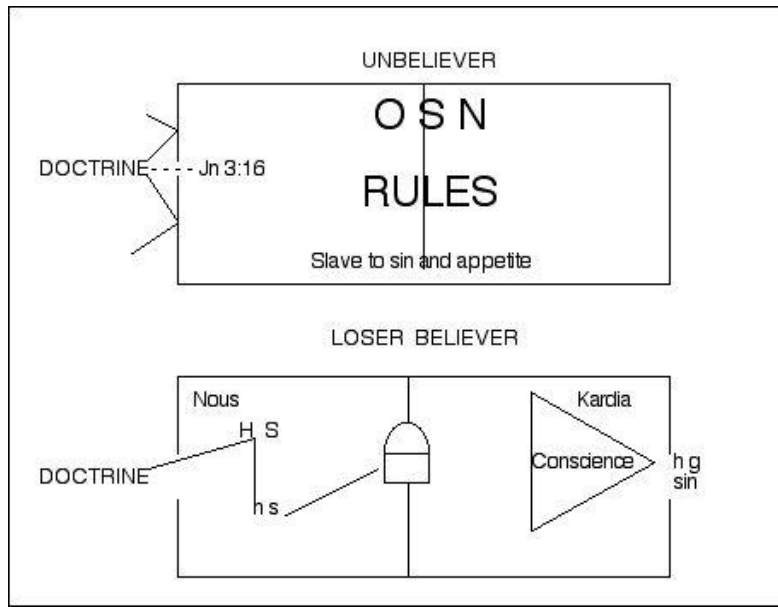 UNBELIEVER
O S N
DOCTRINE
Jn 3:16
RULES
Slave to sin and appetite
LOSER BELIEVER
Nous
Kardia
H S
Conscience
h g
DOCTRINE
sin
h s